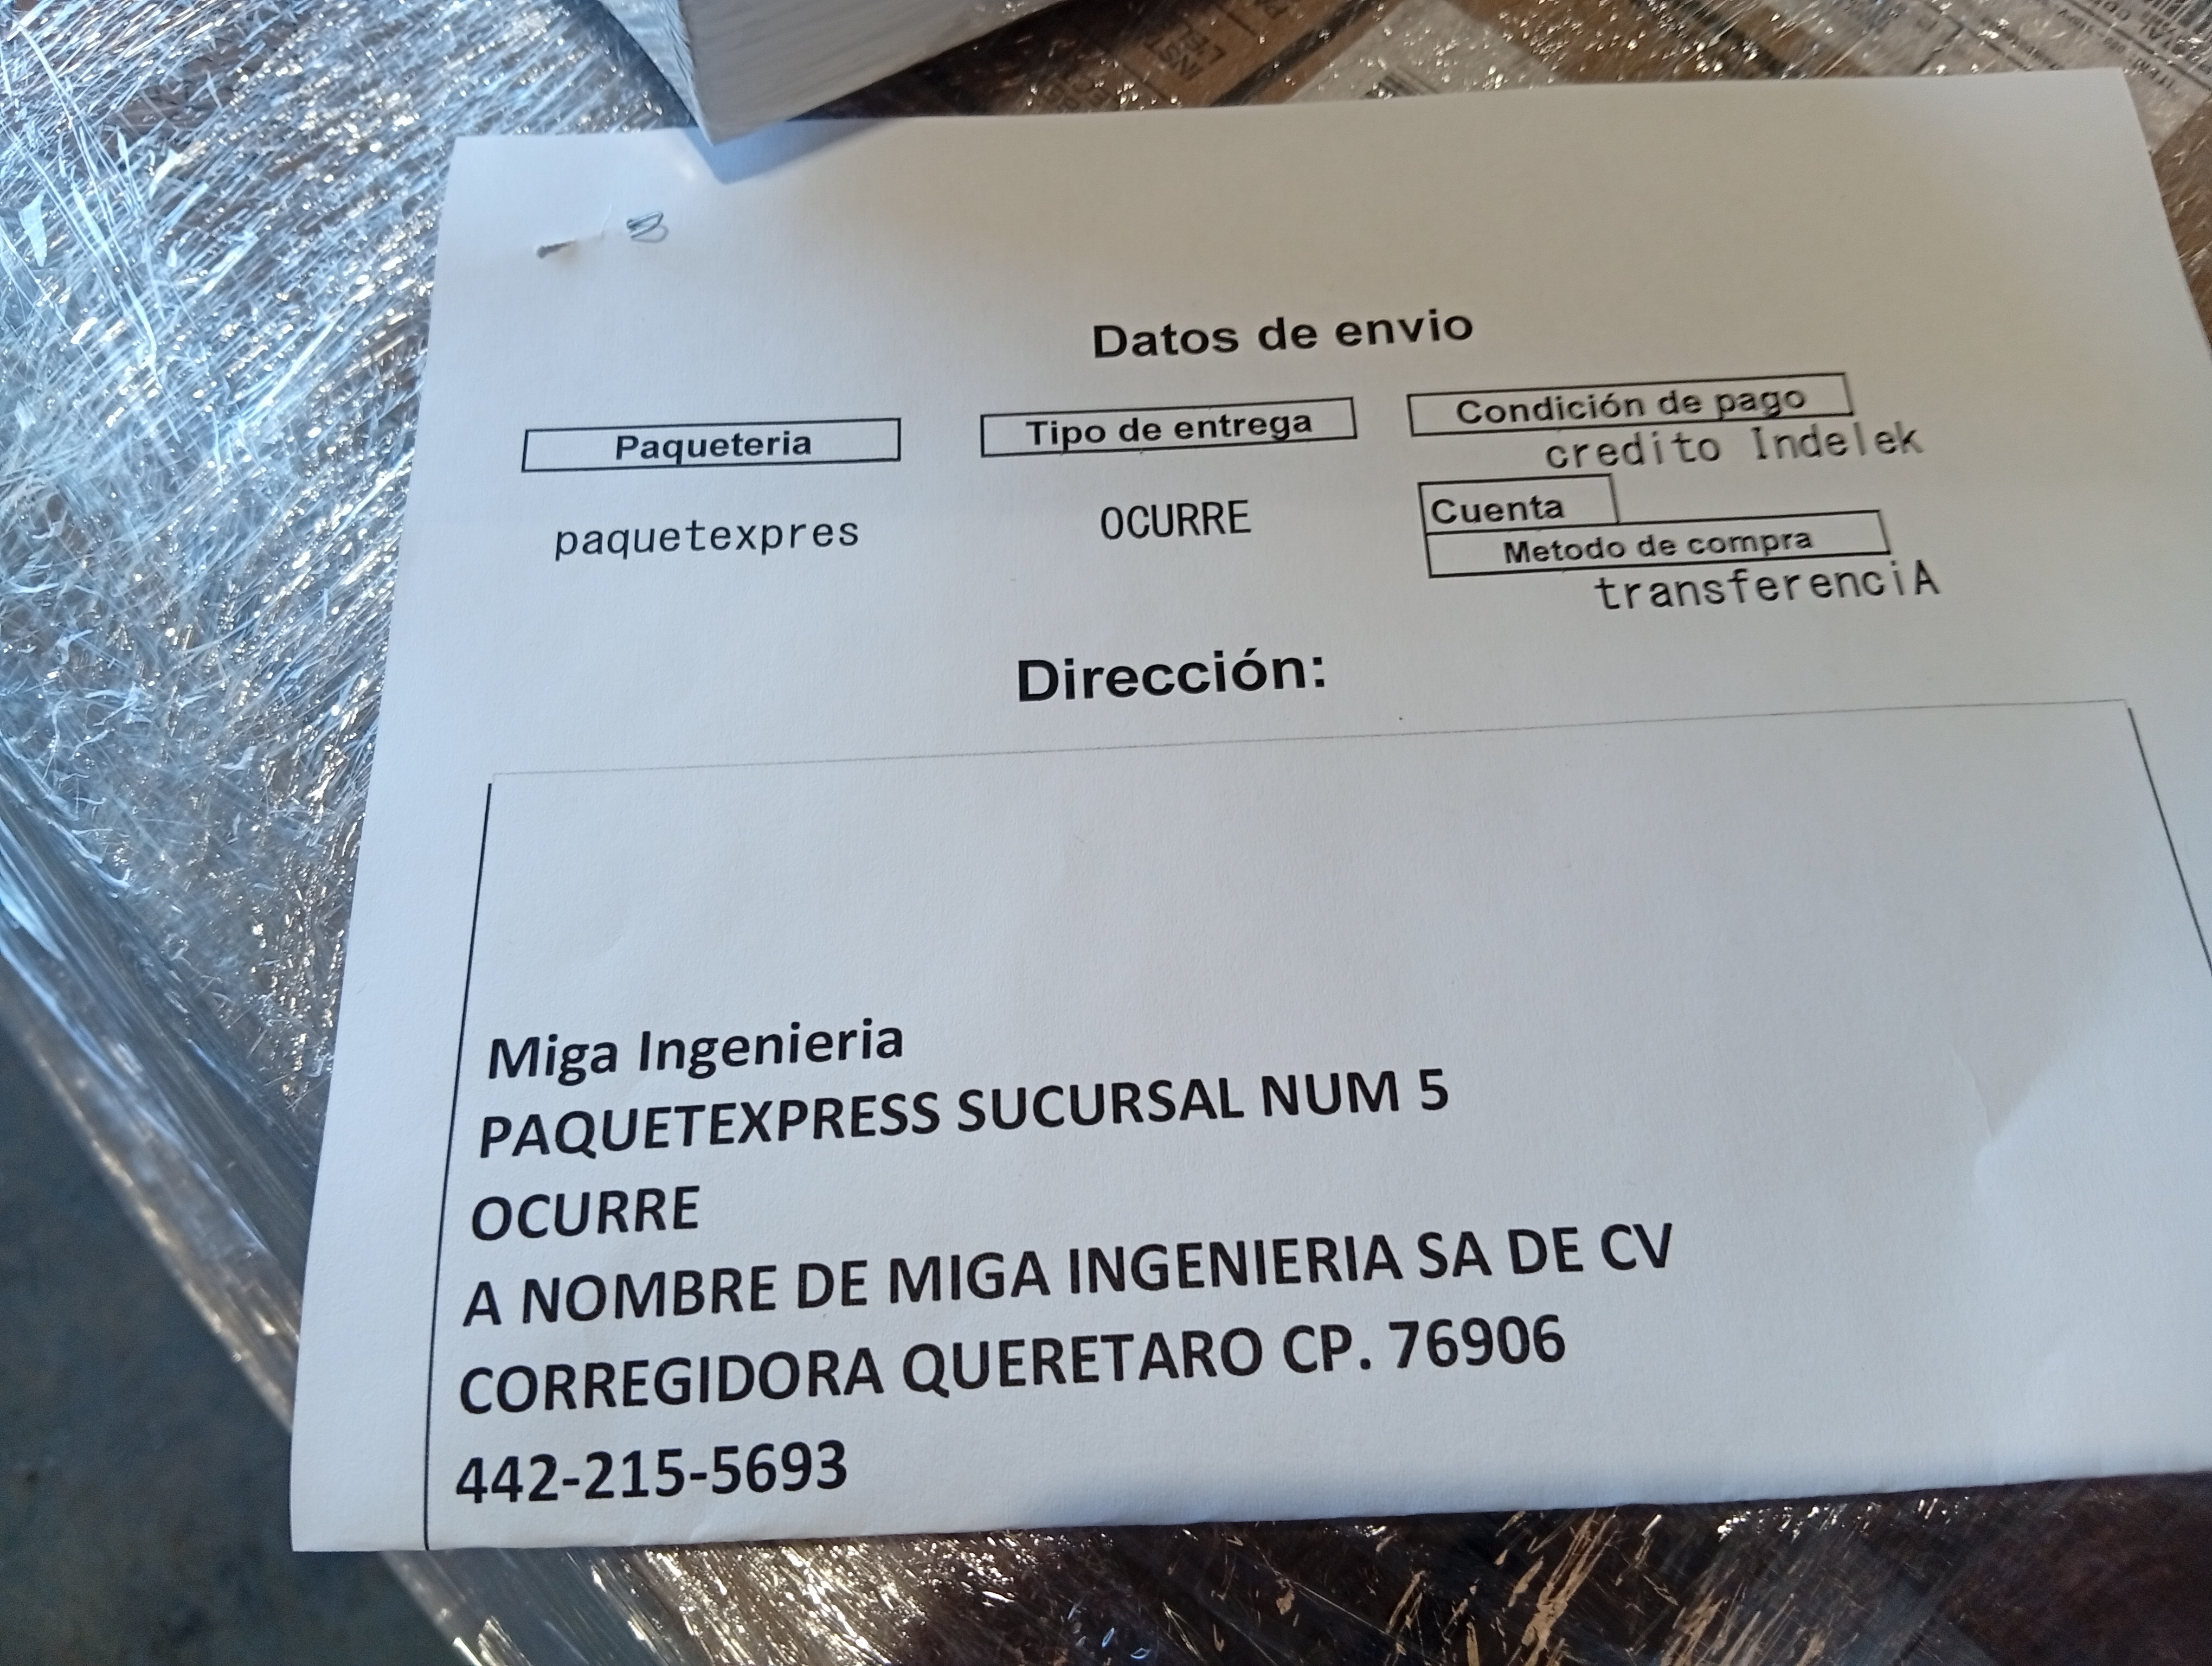 Datos de envio
Paqueteria
Tipo de entrega
Condición de pago
credito Indelek
paquetexpres
OCURRE
Cuenta
Metodo de compra
transferenciA
Dirección:
Miga Ingenieria
PAQUETEXPRESS SUCURSAL NUM 5
OCURRE
A NOMBRE DE MIGA INGENIERIA SA DE CV
CORREGIDORA QUERETARO CP. 76906
442-215-5693